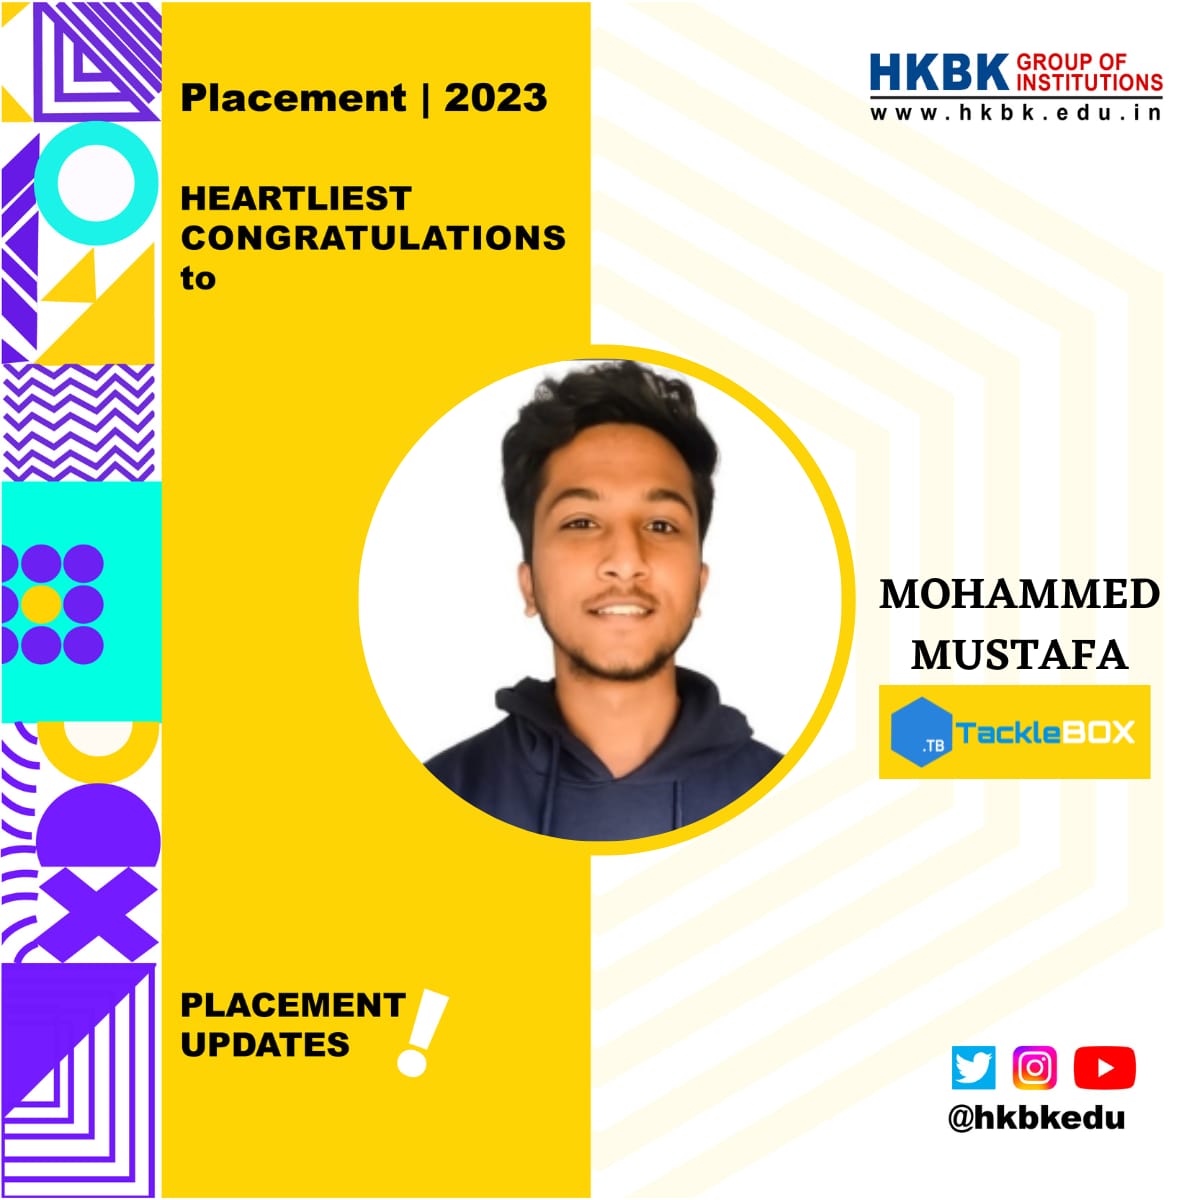 Placement | 2023
HKBK GROUP OF
INSTITUTIONS
www.hkbk.edu.in
HEARTLIEST
CONGRATULATIONS
to
MOHAMMED
MUSTAFA
.TB TackleBOX
PLACEMENT
UPDATES !
@hkbkedu